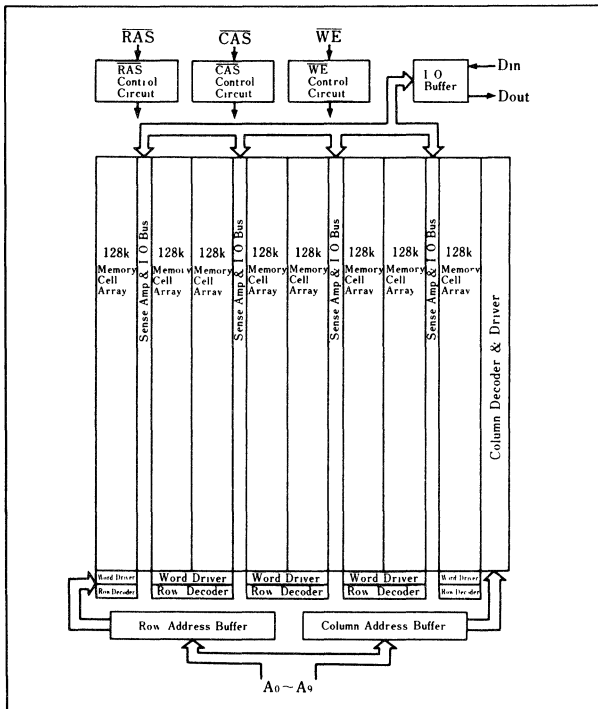 RAS CAS WE
RAS Control Circuit
CAS Control Circuit
WE Control Circuit
I O Buffer
Din
Dout
128k Memory Cell Array
Sense Amp & I O Bus
128k Memory Cell Array
128k Memory Cell Array
Sense Amp & I O Bus
128k Memory Cell Array
128k Memory Cell Array
Sense Amp & I O Bus
128k Memory Cell Array
128k Memory Cell Array
Sense Amp & I O Bus
128k Memory Cell Array
Column Decoder & Driver
Word Driver
Row Decoder
Word Driver
Row Decoder
Word Driver
Row Decoder
Word Driver
Row Decoder
Word Driver
Row Decoder
Row Address Buffer
Column Address Buffer
A0~A9